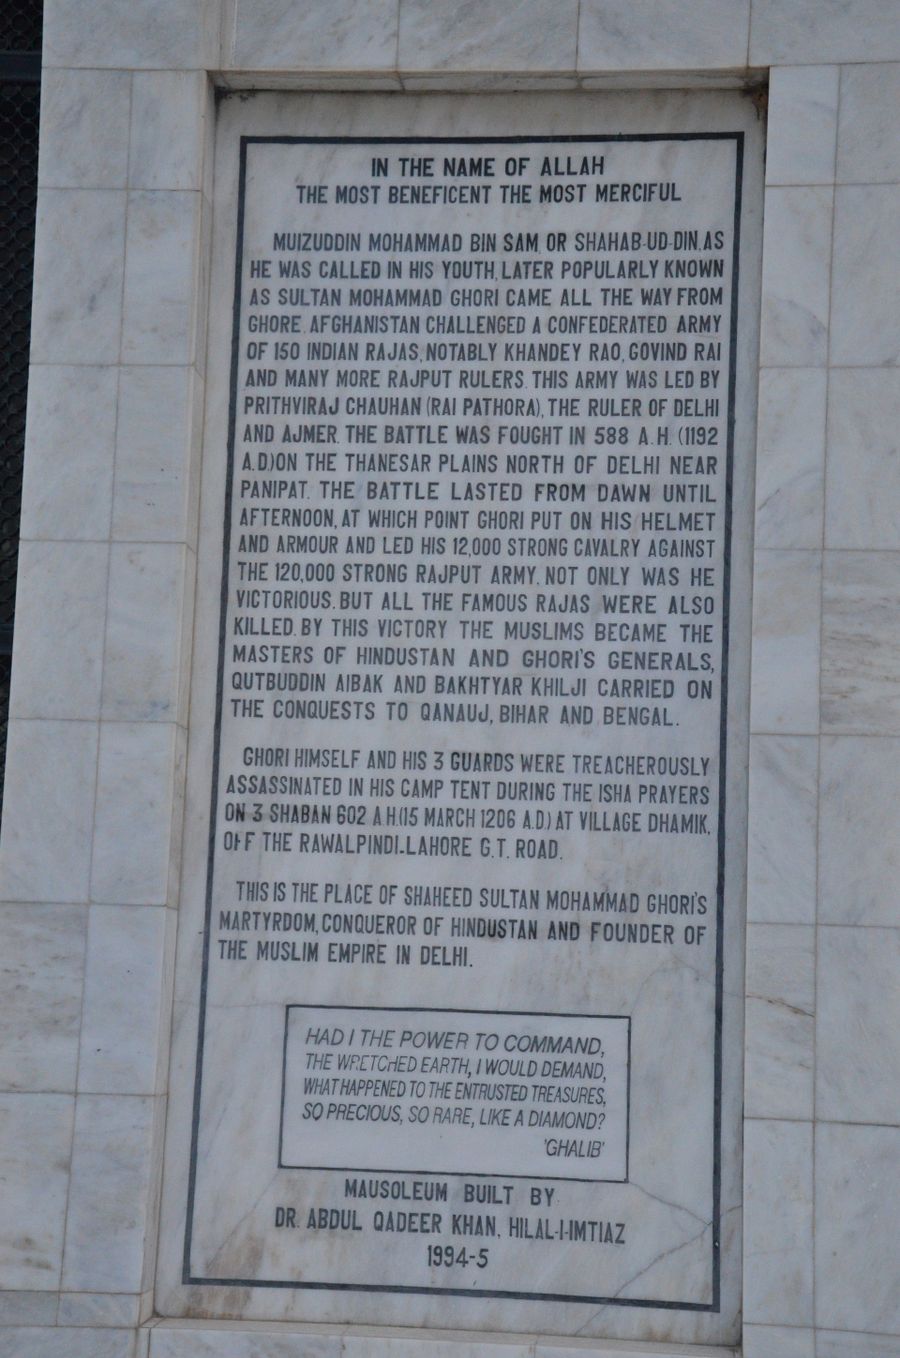 IN THE NAME OF ALLAH
THE MOST BENEFICENT THE MOST MERCIFUL
MUIZUDDIN MOHAMMAD BIN SAM, OR SHAHAB-UD-DIN, AS
HE WAS CALLED IN HIS YOUTH, LATER POPULARLY KNOWN
AS SULTAN MOHAMMAD GHORI CAME ALL THE WAY FROM
GHORE, AFGHANISTAN CHALLENGED A CONFEDERATED ARMY
OF 150 INDIAN RAJAS, NOTABLY KHANDEY RAO, GOVIND RAI
AND MANY MORE RAJPUT RULERS. THIS ARMY WAS LED BY
PRITHVIRAJ CHAUHAN (RAI PATHORA), THE RULER OF DELHI
AND AJMER. THE BATTLE WAS FOUGHT IN 588 A.H. (1192
A.D.) ON THE THANESAR PLAINS NORTH OF DELHI NEAR
PANIPAT. THE BATTLE LASTED FROM DAWN UNTIL
AFTERNOON, AT WHICH POINT GHORI PUT ON HIS HELMET
AND ARMOUR AND LED HIS 12,000 STRONG CAVALRY AGAINST
THE 120,000 STRONG RAJPUT ARMY. NOT ONLY WAS HE
VICTORIOUS, BUT ALL THE FAMOUS RAJAS WERE ALSO
KILLED. BY THIS VICTORY THE MUSLIMS BECAME THE
MASTERS OF HINDUSTAN AND GHORI'S GENERALS,
QUTBUDDIN AIBAK AND BAKHTYAR KHILJI CARRIED ON
THE CONQUESTS TO QANAUJ, BIHAR AND BENGAL.
GHORI HIMSELF AND HIS 3 GUARDS WERE TREACHEROUSLY
ASSASSINATED IN HIS CAMP TENT DURING THE ISHA PRAYERS
ON 3 SHABAN 602 A.H.(15 MARCH 1206 A.D.) AT VILLAGE DHAMIK,
OFF THE RAWALPINDI-LAHORE G.T. ROAD.
THIS IS THE PLACE OF SHAHEED SULTAN MOHAMMAD GHORI'S
MARTYRDOM, CONQUEROR OF HINDUSTAN AND FOUNDER OF
THE MUSLIM EMPIRE IN DELHI.
HAD I THE POWER TO COMMAND,
THE WRETCHED EARTH, I WOULD DEMAND,
WHAT HAPPENED TO THE ENTRUSTED TREASURES,
SO PRECIOUS, SO RARE, LIKE A DIAMOND?
'GHALIB'
MAUSOLEUM BUILT BY
DR. ABDUL QADEER KHAN, HILAL-I-IMTIAZ
1994-5